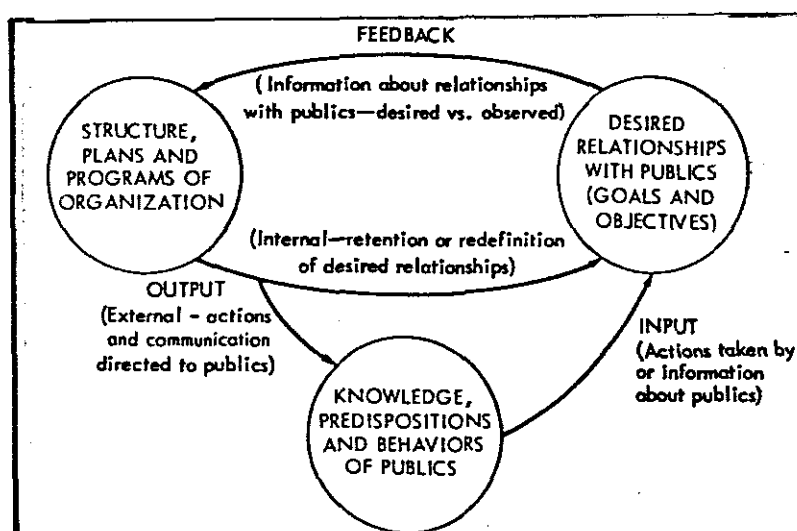 FEEDBACK
(Information about relationships
with publics—desired vs. observed)
STRUCTURE,
PLANS AND
PROGRAMS OF
ORGANIZATION
DESIRED
RELATIONSHIPS
WITH PUBLICS
(GOALS AND
OBJECTIVES)
(Internal—retention or redefinition
of desired relationships)
OUTPUT
(External - actions
and communication
directed to publics)
INPUT
(Actions taken by
or information
about publics)
KNOWLEDGE,
PREDISPOSITIONS
AND BEHAVIORS
OF PUBLICS